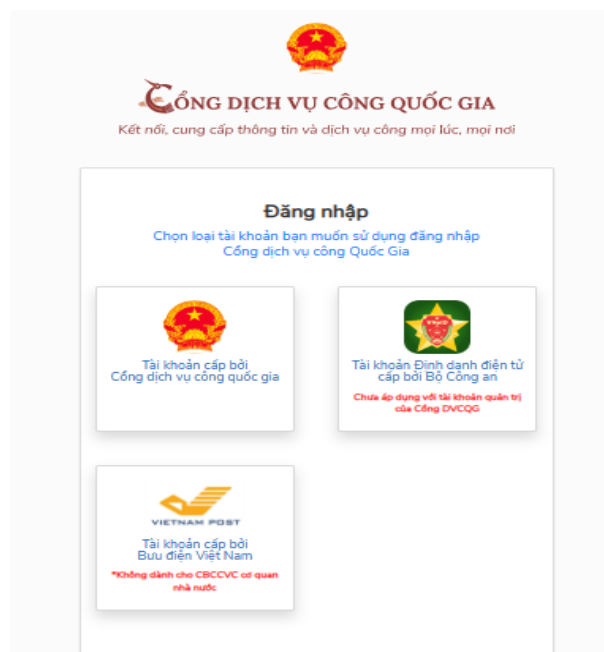 CỔNG DỊCH VỤ CÔNG QUỐC GIA
Kết nối, cung cấp thông tin và dịch vụ công mọi lúc, mọi nơi
Đăng nhập
Chọn loại tài khoản bạn muốn sử dụng đăng nhập
Cổng dịch vụ công Quốc Gia
Tài khoản cấp bởi
Cổng dịch vụ công quốc gia
Tài khoản Định danh điện tử
cấp bởi Bộ Công an
Chưa áp dụng với tài khoản quản trị
của Cổng DVCQG
VIETNAM POST
Tài khoản cấp bởi
Bưu điện Việt Nam
*Không dành cho CBCCVC cơ quan
nhà nước